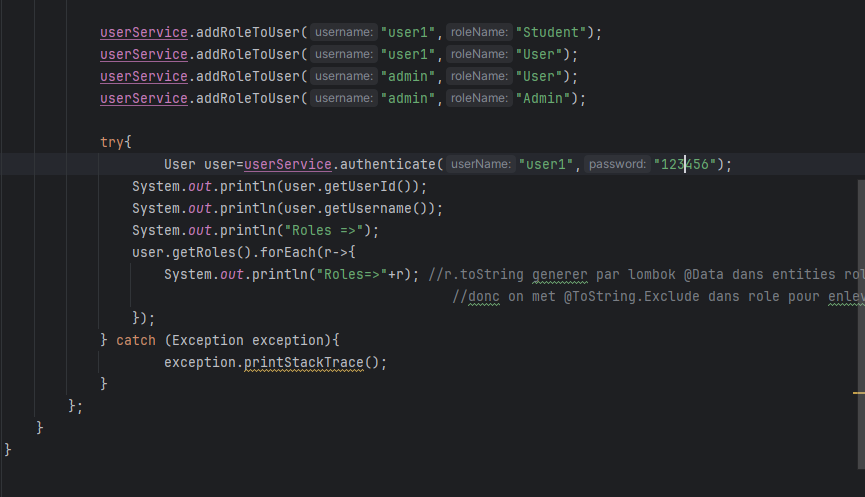 userService.addRoleToUser( username: "user1", roleName: "Student");
userService.addRoleToUser( username: "user1", roleName: "User");
userService.addRoleToUser( username: "admin", roleName: "User");
userService.addRoleToUser( username: "admin", roleName: "Admin");
try{
User user=userService.authenticate( userName: "user1", password: "123456");
System.out.println(user.getUserId());
System.out.println(user.getUsername());
System.out.println("Roles =>");
user.getRoles().forEach(r->{
System.out.println("Roles=>"+r); //r.toString generer par lombok @Data dans entities rol
//donc on met @ToString.Exclude dans role pour enlev
});
} catch (Exception exception){
exception.printStackTrace();
}
};
}
}